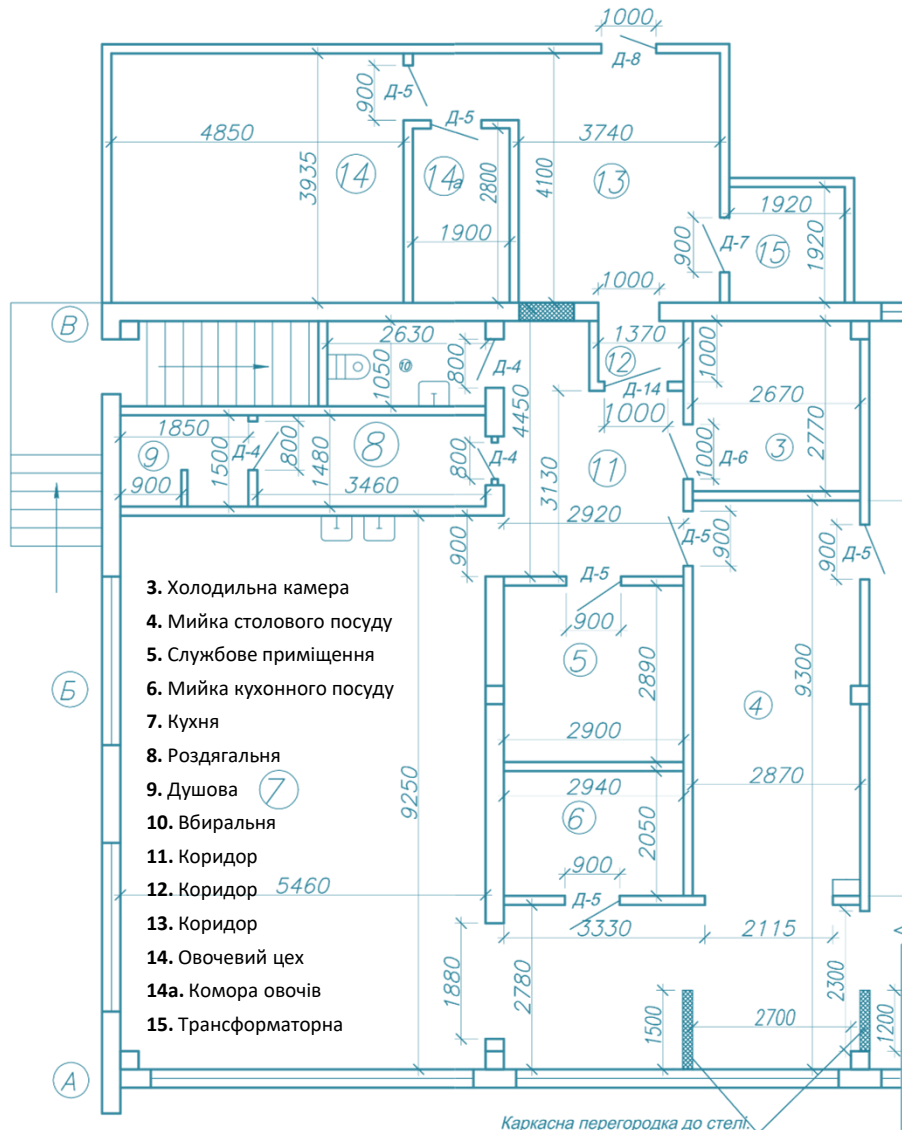 1000
Д-8
Д-5
900
Д-5
4850
3740
3935
14
14а
2800
4100
13
1920
Д-7
15
900
1920
1900
1000
В
2630
1370
10
12
1000
1050
800
Д-4
Д-14
4450
2670
1850
8
1000
9
Д-4
800
1500
1480
800
Д-4
11
1000
Д-6
3
2770
3130
900
3460
2920
900
Д-5
900
900
Д-5
Д-5
900
3. Холодильна камера
4. Мийка столового посуду
5. Службове приміщення
6. Мийка кухонного посуду
7. Кухня
8. Роздягальня
9. Душова
10. Вбиральня
11. Коридор
12. Коридор
13. Коридор
14. Овочевий цех
14а. Комора овочів
15. Трансформаторна
5
2890
9300
Б
4
2900
7
9250
2940
2870
6
2050
900
5460
Д-5
3330
2115
1880
2780
2300
1500
2700
1200
А
Каркасна перегородка до стелі.